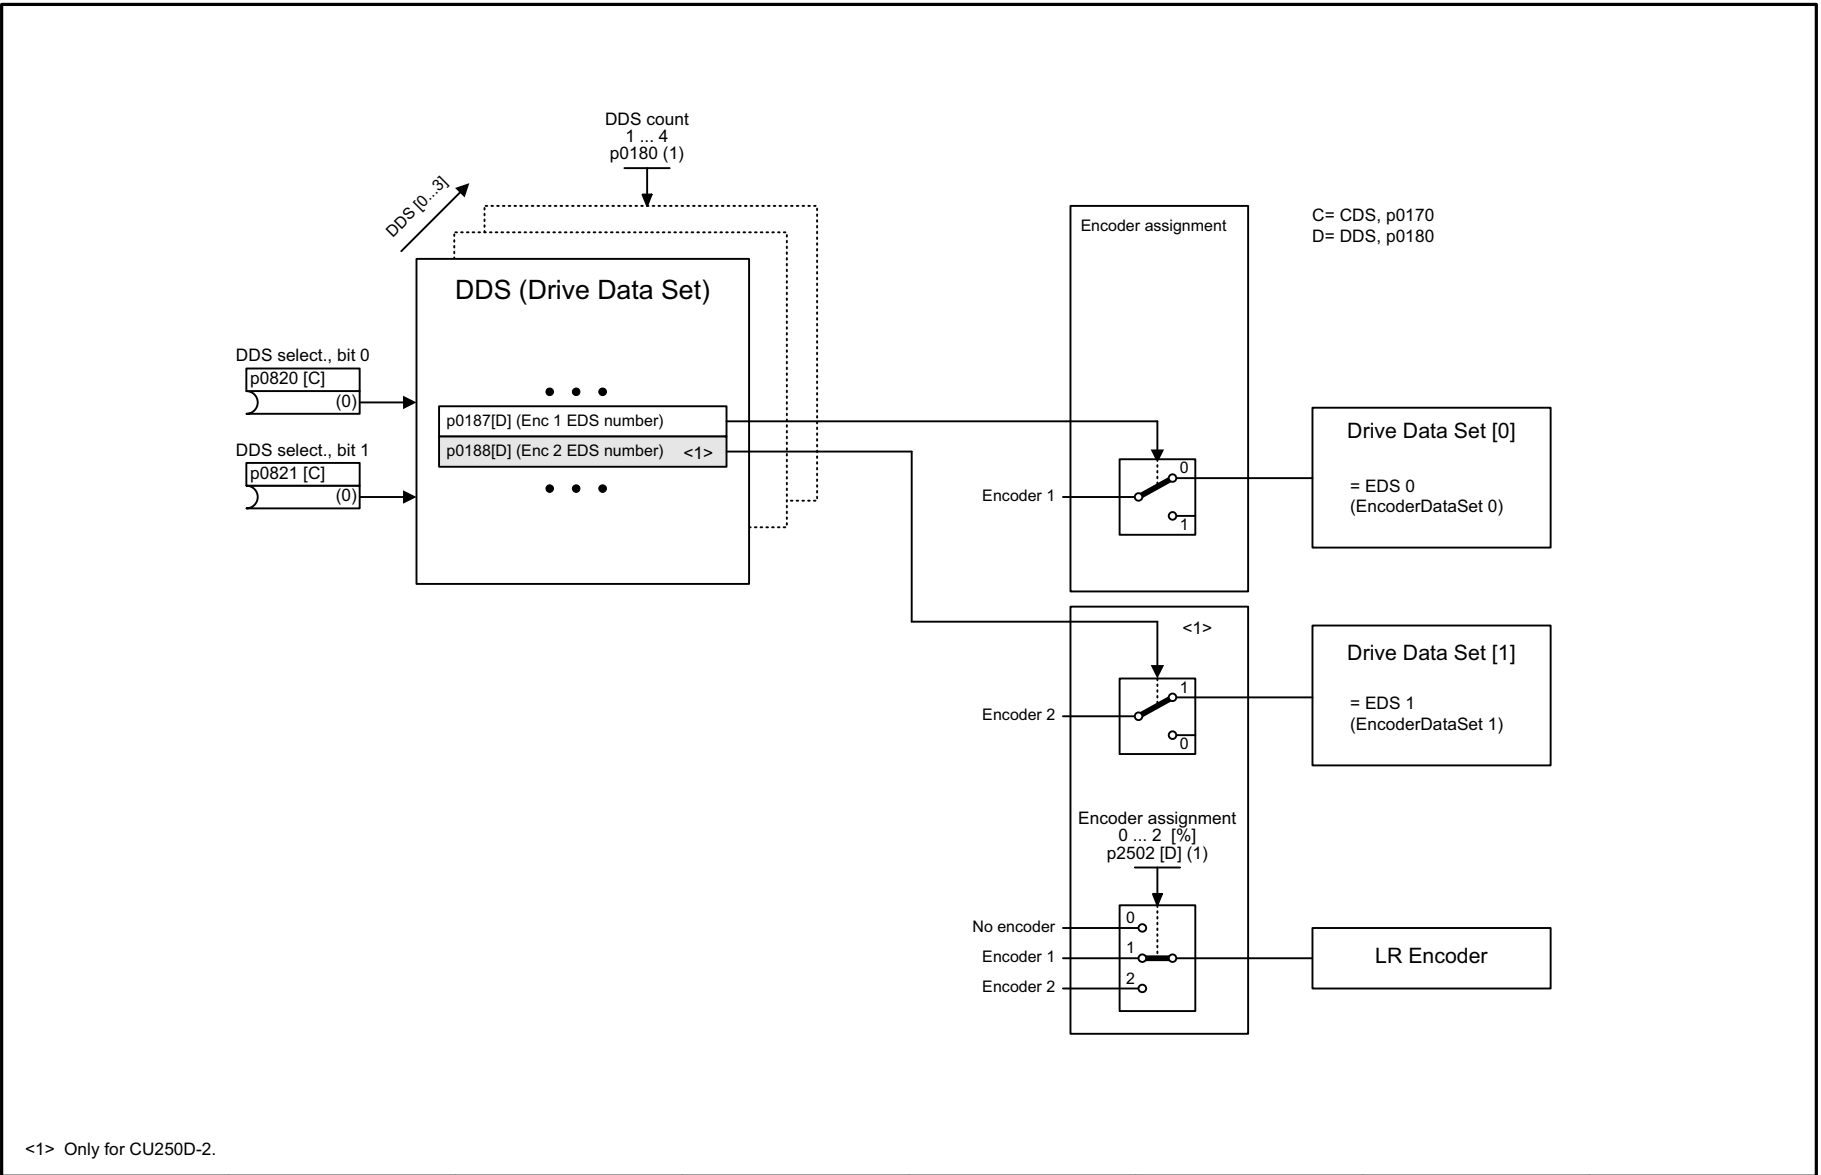 DDS count
1 ... 4
p0180 (1)
DDS [0...3]
DDS (Drive Data Set)
DDS select., bit 0
p0820 [C]
(0)
DDS select., bit 1
p0821 [C]
(0)
p0187[D] (Enc 1 EDS number)
p0188[D] (Enc 2 EDS number) <1>
Encoder assignment
C= CDS, p0170
D= DDS, p0180
Encoder 1
0
1
Drive Data Set [0]
= EDS 0
(EncoderDataSet 0)
<1>
Encoder 2
1
0
Drive Data Set [1]
= EDS 1
(EncoderDataSet 1)
Encoder assignment
0 ... 2 [%]
p2502 [D] (1)
No encoder
0
Encoder 1
1
Encoder 2
2
LR Encoder
<1> Only for CU250D-2.